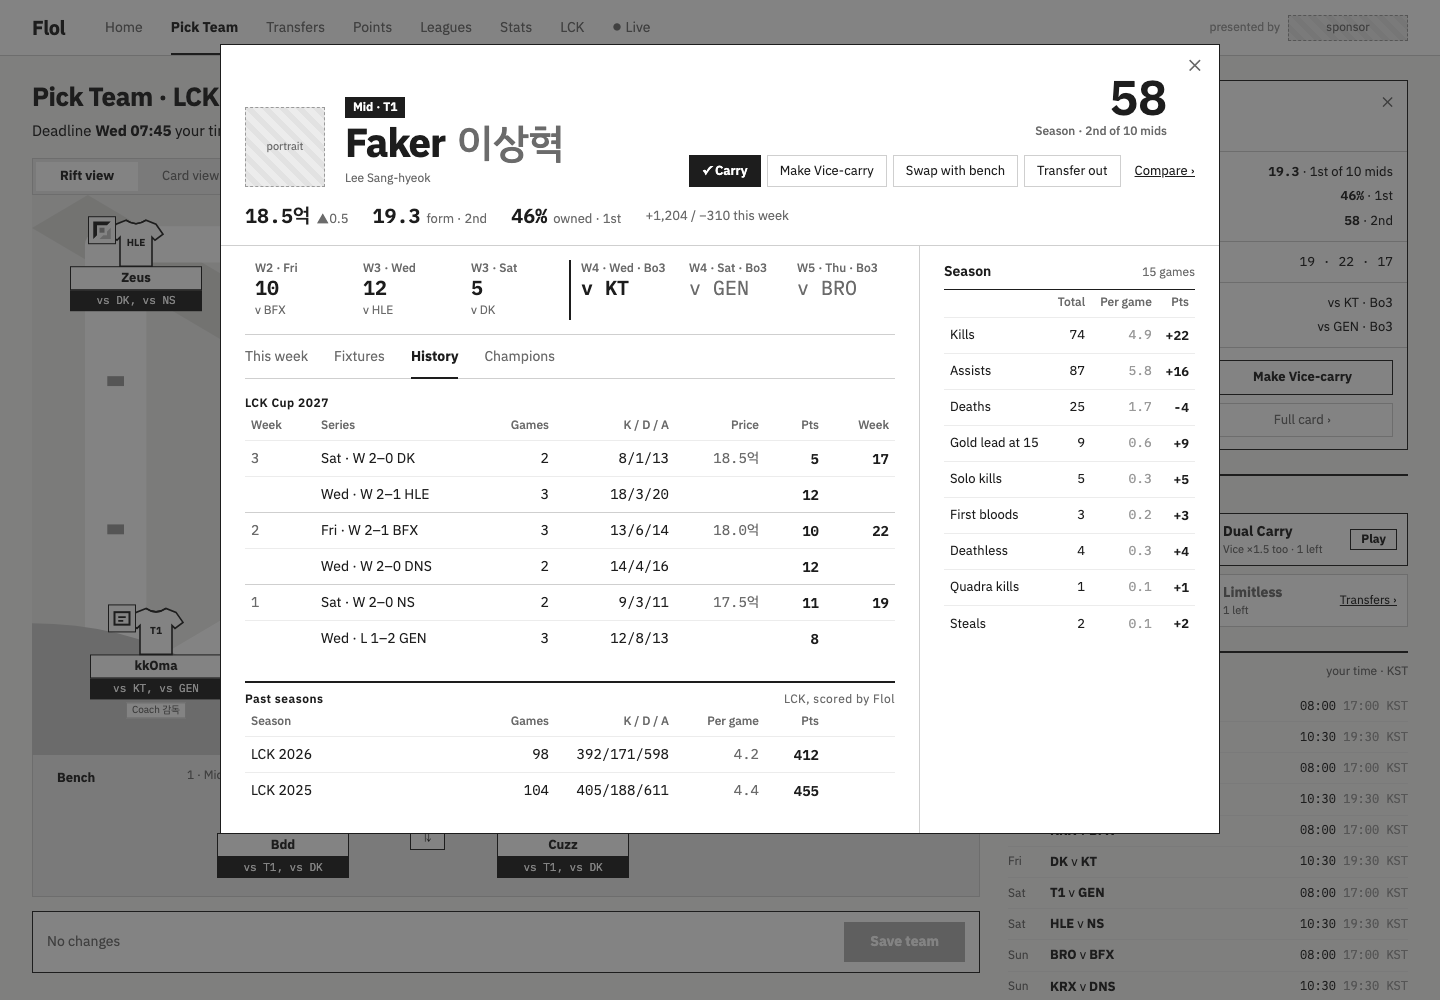 Flol Home Pick Team Transfers Points Leagues Stats LCK Live presented by sponsor
Pick Team · LCK
Deadline Wed 07:45 your
Rift view Card view
HLE
Zeus
vs DK, vs NS
T1
kkOma
vs KT, vs GEN
Coach 감독
Bench 1 · Mid
Bdd
vs T1, vs DK
Cuzz
vs T1, vs DK
No changes Save team
portrait
Mid · T1
Faker 이상혁
Lee Sang-hyeok
58
Season · 2nd of 10 mids
✓ Carry Make Vice-carry Swap with bench Transfer out Compare ›
18.5억 ▲0.5 19.3 form · 2nd 46% owned · 1st +1,204 / −310 this week
W2 · Fri W3 · Wed W3 · Sat W4 · Wed · Bo3 W4 · Sat · Bo3 W5 · Thu · Bo3
10 12 5 v KT v GEN v BRO
v BFX v HLE v DK
This week Fixtures History Champions
LCK Cup 2027
Week Series Games K / D / A Price Pts Week
3 Sat · W 2–0 DK 2 8/1/13 18.5억 5 17
Wed · W 2–1 HLE 3 18/3/20 12
2 Fri · W 2–1 BFX 3 13/6/14 18.0억 10 22
Wed · W 2–0 DNS 2 14/4/16 12
1 Sat · W 2–0 NS 2 9/3/11 17.5억 11 19
Wed · L 1–2 GEN 3 12/8/13 8
Past seasons LCK, scored by Flol
Season Games K / D / A Per game Pts
LCK 2026 98 392/171/598 4.2 412
LCK 2025 104 405/188/611 4.4 455
Season 15 games
Total Per game Pts
Kills 74 4.9 +22
Assists 87 5.8 +16
Deaths 25 1.7 -4
Gold lead at 15 9 0.6 +9
Solo kills 5 0.3 +5
First bloods 3 0.2 +3
Deathless 4 0.3 +4
Quadra kills 1 0.1 +1
Steals 2 0.1 +2
19.3 · 1st of 10 mids
46% · 1st
58 · 2nd
19 · 22 · 17
vs KT · Bo3
vs GEN · Bo3
Make Vice-carry
Full card ›
Dual Carry
Vice ×1.5 too · 1 left
Play
Limitless
1 left
Transfers ›
your time · KST
08:00 17:00 KST
10:30 19:30 KST
08:00 17:00 KST
10:30 19:30 KST
08:00 17:00 KST
Fri DK v KT 10:30 19:30 KST
Sat T1 v GEN 08:00 17:00 KST
Sat HLE v NS 10:30 19:30 KST
Sun BRO v BFX 08:00 17:00 KST
Sun KRX v DNS 10:30 19:30 KST